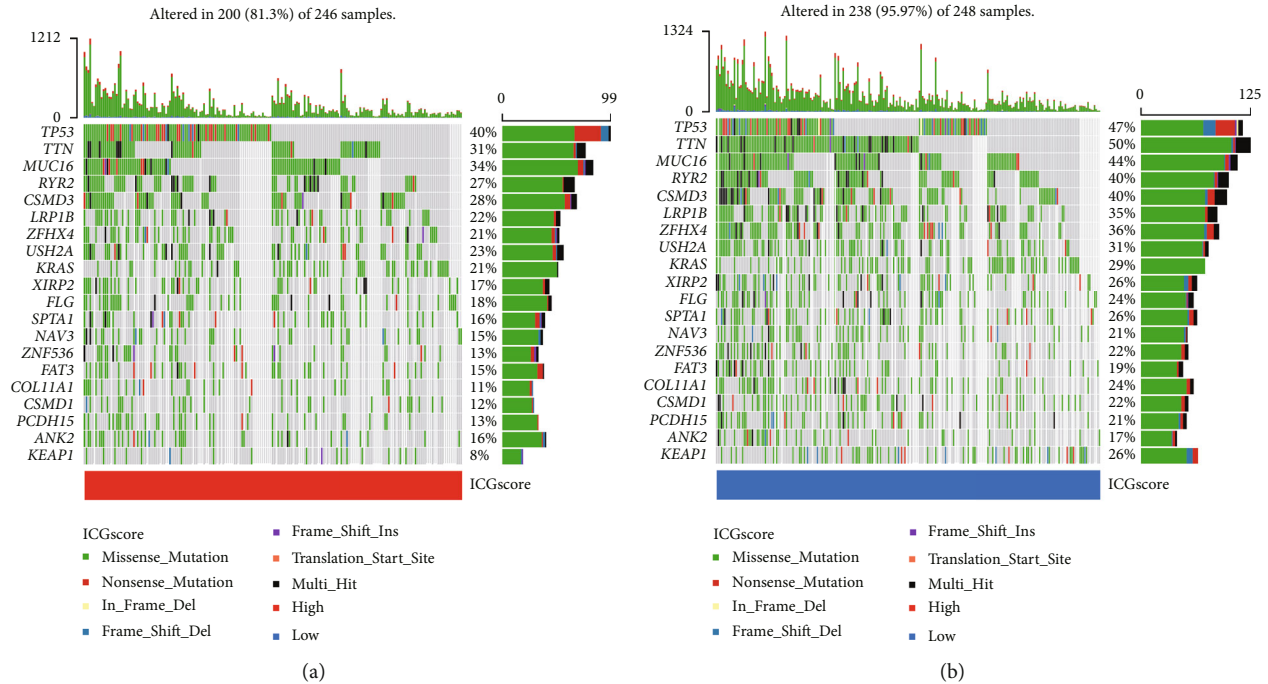 Altered in 200 (81.3%) of 246 samples.
1212
0
0 99
TP53 40%
TTN 31%
MUC16 34%
RYR2 27%
CSMD3 28%
LRP1B 22%
ZFHX4 21%
USH2A 23%
KRAS 21%
XIRP2 17%
FLG 18%
SPTA1 16%
NAV3 15%
ZNF536 13%
FAT3 15%
COL11A1 11%
CSMD1 12%
PCDH15 13%
ANK2 16%
KEAP1 8%
ICGscore
ICGscore
Missense_Mutation
Nonsense_Mutation
In_Frame_Del
Frame_Shift_Del
Frame_Shift_Ins
Translation_Start_Site
Multi_Hit
High
Low
(a)
Altered in 238 (95.97%) of 248 samples.
1324
0
0 125
TP53 47%
TTN 50%
MUC16 44%
RYR2 40%
CSMD3 40%
LRP1B 35%
ZFHX4 36%
USH2A 31%
KRAS 29%
XIRP2 26%
FLG 24%
SPTA1 26%
NAV3 21%
ZNF536 22%
FAT3 19%
COL11A1 24%
CSMD1 22%
PCDH15 21%
ANK2 17%
KEAP1 26%
ICGscore
ICGscore
Missense_Mutation
Nonsense_Mutation
In_Frame_Del
Frame_Shift_Del
Frame_Shift_Ins
Translation_Start_Site
Multi_Hit
High
Low
(b)